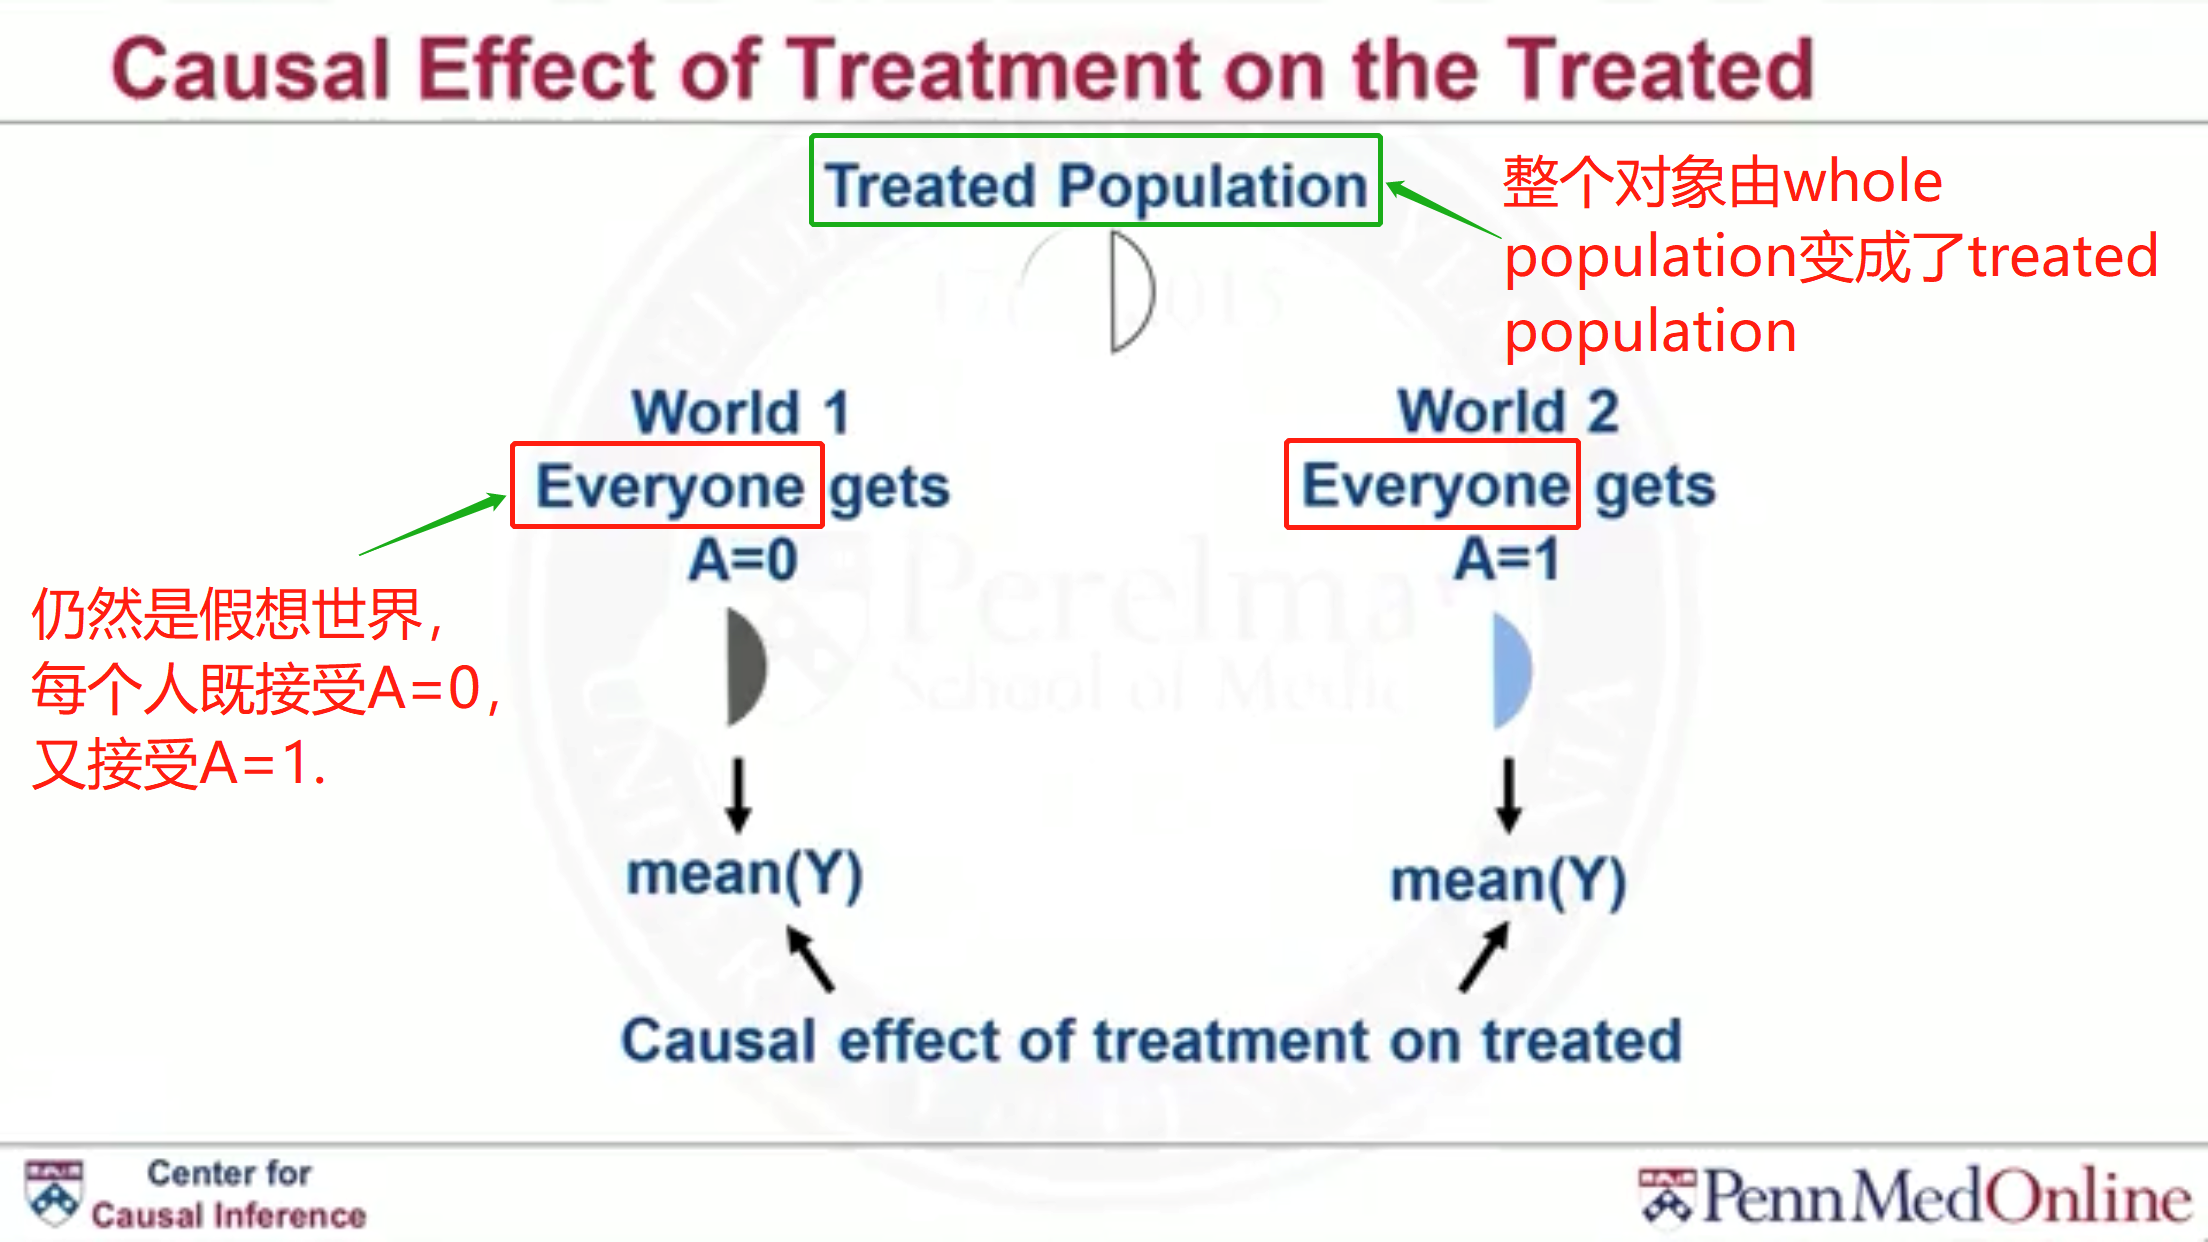 Causal Effect of Treatment on the Treated
Treated Population
整个对象由whole
population变成了treated
population
World 1
Everyone gets
A=0
World 2
Everyone gets
A=1
仍然是假想世界，
每个人既接受A=0，
又接受A=1.
mean(Y)
mean(Y)
Causal effect of treatment on treated
Perelma
School of Medic
Center for
Causal Inference
PennMedOnline